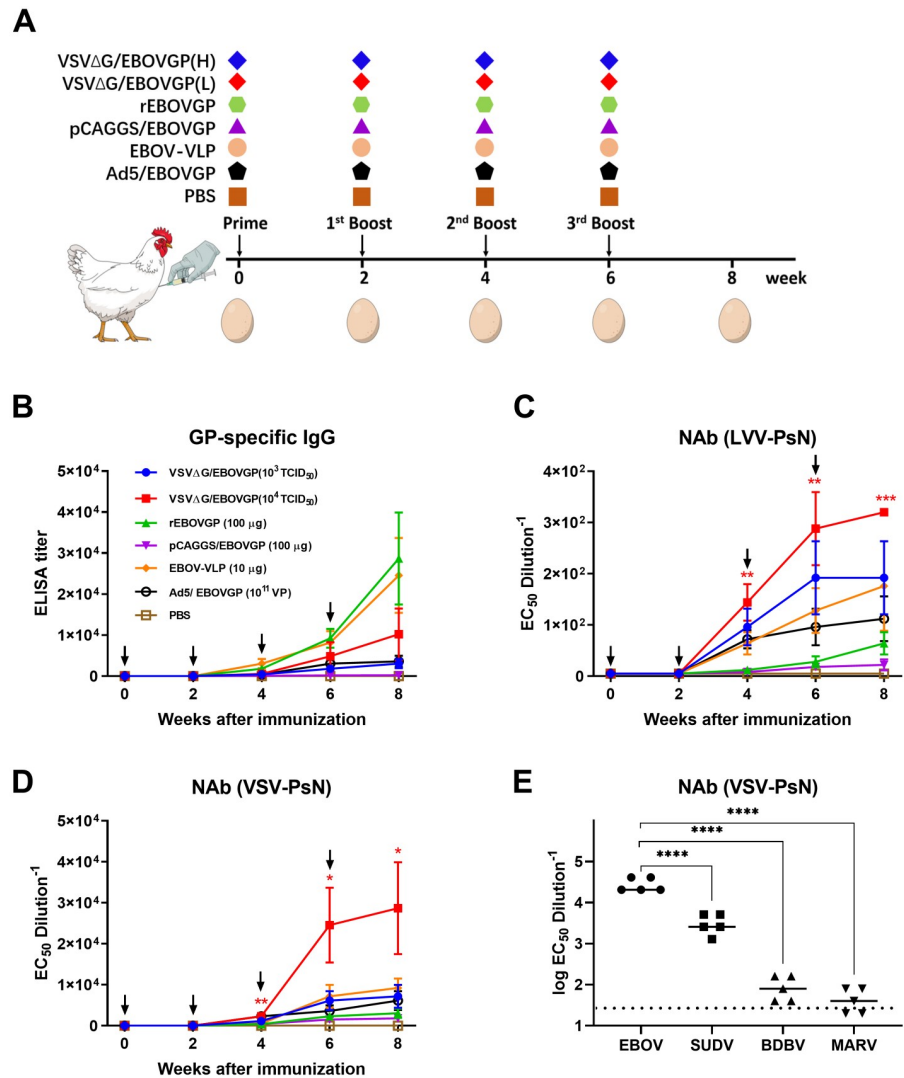 A
VSVΔG/EBOVGP(H)
VSVΔG/EBOVGP(L)
rEBOVGP
pCAGGS/EBOVGP
EBOV-VLP
Ad5/EBOVGP
PBS
Prime 1st Boost 2nd Boost 3rd Boost
0 2 4 6 8 week
B
GP-specific IgG
ELISA titer
5×10⁴
4×10⁴
3×10⁴
2×10⁴
1×10⁴
0
VSVΔG/EBOVGP(10³ TCID₅₀)
VSVΔG/EBOVGP(10⁴ TCID₅₀)
rEBOVGP (100 μg)
pCAGGS/EBOVGP (100 μg)
EBOV-VLP (10 μg)
Ad5/ EBOVGP (10¹¹ VP)
PBS
0 2 4 6 8
Weeks after immunization
C
NAb (LVV-PsN)
EC₅₀ Dilution⁻¹
4×10²
3×10²
2×10²
1×10²
0
** ** ***
0 2 4 6 8
Weeks after immunization
D
NAb (VSV-PsN)
EC₅₀ Dilution⁻¹
5×10⁴
4×10⁴
3×10⁴
2×10⁴
1×10⁴
0
** * *
0 2 4 6 8
Weeks after immunization
E
NAb (VSV-PsN)
log EC₅₀ Dilution⁻¹
5
4
3
2
1
****
****
****
EBOV SUDV BDBV MARV